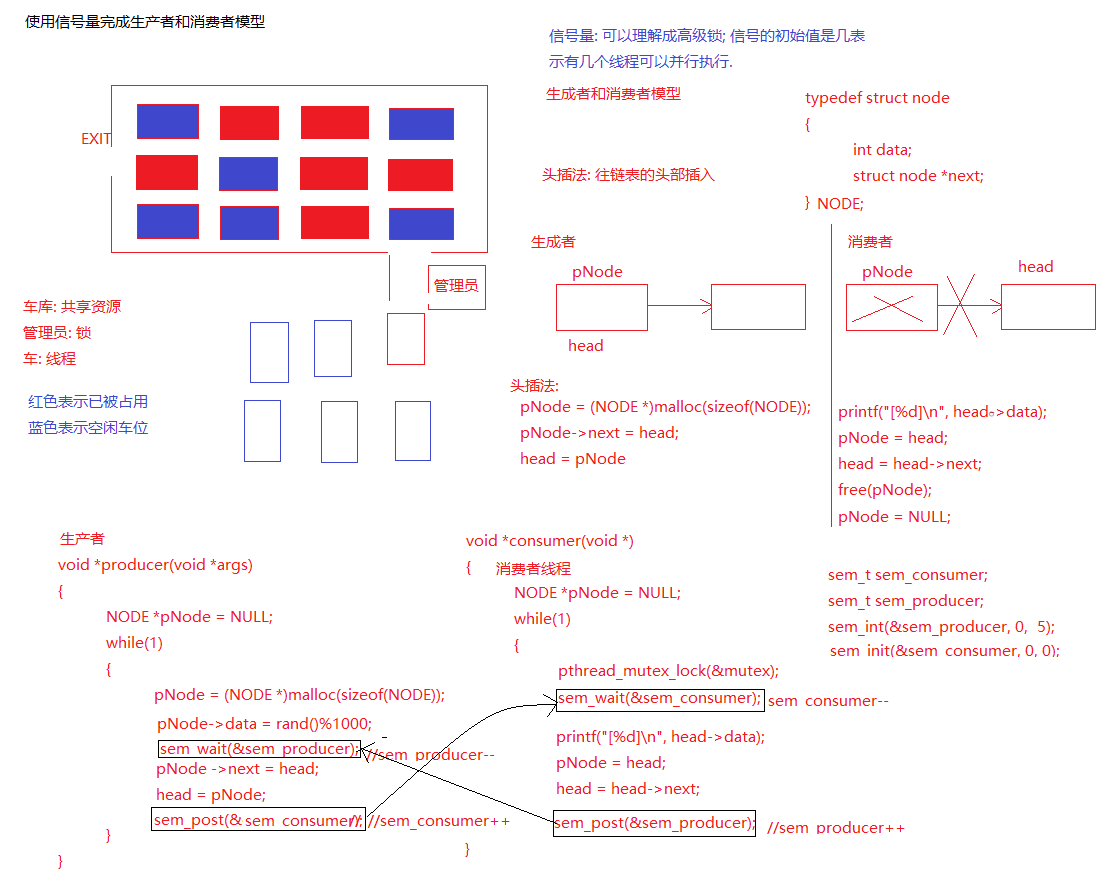 使用信号量完成生产者和消费者模型
信号量: 可以理解成高级锁; 信号的初始值是几表
示有几个线程可以并行执行.
生成者和消费者模型
EXIT
管理员
车库: 共享资源
管理员: 锁
车: 线程
红色表示已被占用
蓝色表示空闲车位
头插法: 往链表的头部插入
typedef struct node
{
int data;
struct node *next;
} NODE;
生成者
pNode
head
头插法:
pNode = (NODE *)malloc(sizeof(NODE));
pNode->next = head;
head = pNode
消费者
pNode
head
printf("[%d]\n", head->data);
pNode = head;
head = head->next;
free(pNode);
pNode = NULL;
生产者
void *producer(void *args)
{
NODE *pNode = NULL;
while(1)
{
pNode = (NODE *)malloc(sizeof(NODE));
pNode->data = rand()%1000;
sem_wait(&sem_producer); //sem_producer--
pNode ->next = head;
head = pNode;
sem_post(& sem_consumer); //sem_consumer++
}
}
void *consumer(void *)
{ 消费者线程
NODE *pNode = NULL;
while(1)
{
pthread_mutex_lock(&mutex);
sem_wait(&sem_consumer); sem_consumer--
printf("[%d]\n", head->data);
pNode = head;
head = head->next;
sem_post(&sem_producer); //sem_producer++
}
sem_t sem_consumer;
sem_t sem_producer;
sem_int(&sem_producer, 0, 5);
sem_init(&sem_consumer, 0, 0);